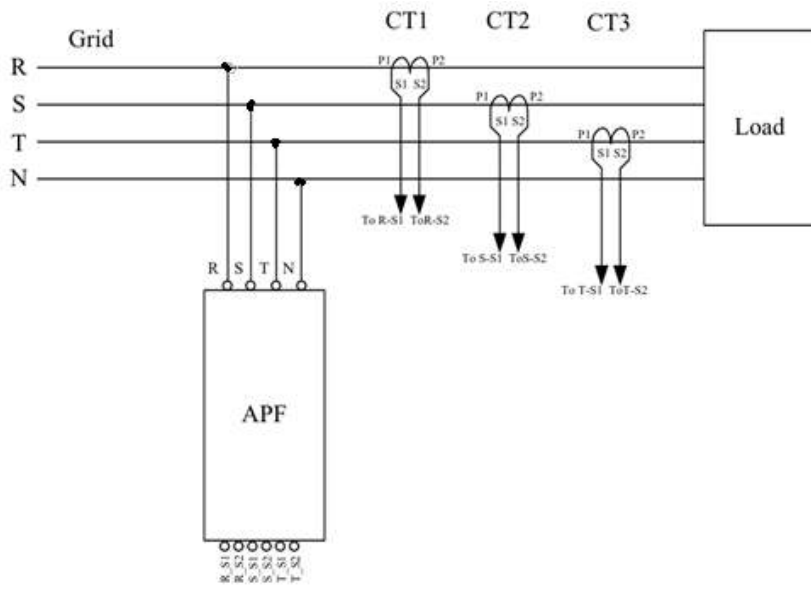 Grid
CT1
CT2
CT3
R
P1
P2
S1 S2
S
P1
P2
S1 S2
T
P1
P2
S1 S2
N
Load
To R-S1 ToR-S2
To S-S1 ToS-S2
To T-S1 ToT-S2
R S T N
APF
R_S1
R_S2
S_S1
S_S2
T_S1
T_S2